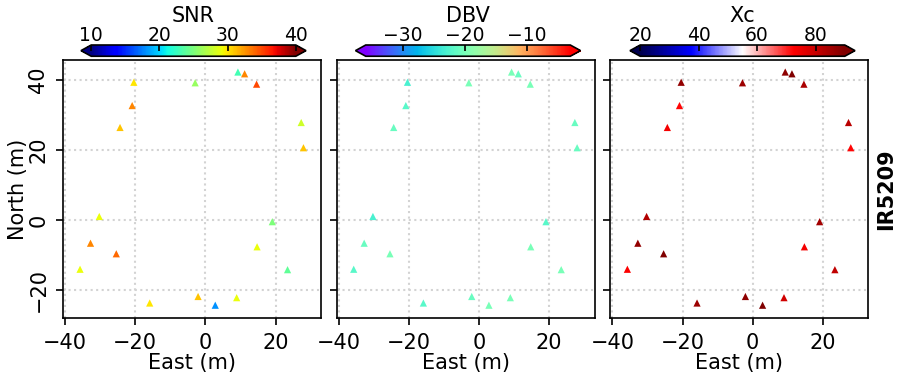 SNR DBV Xc
10 20 30 40 −30 −20 −10 20 40 60 80
40
20
0
−20
North (m)
IR5209
−40 −20 0 20 −40 −20 0 20 −40 −20 0 20
East (m) East (m) East (m)